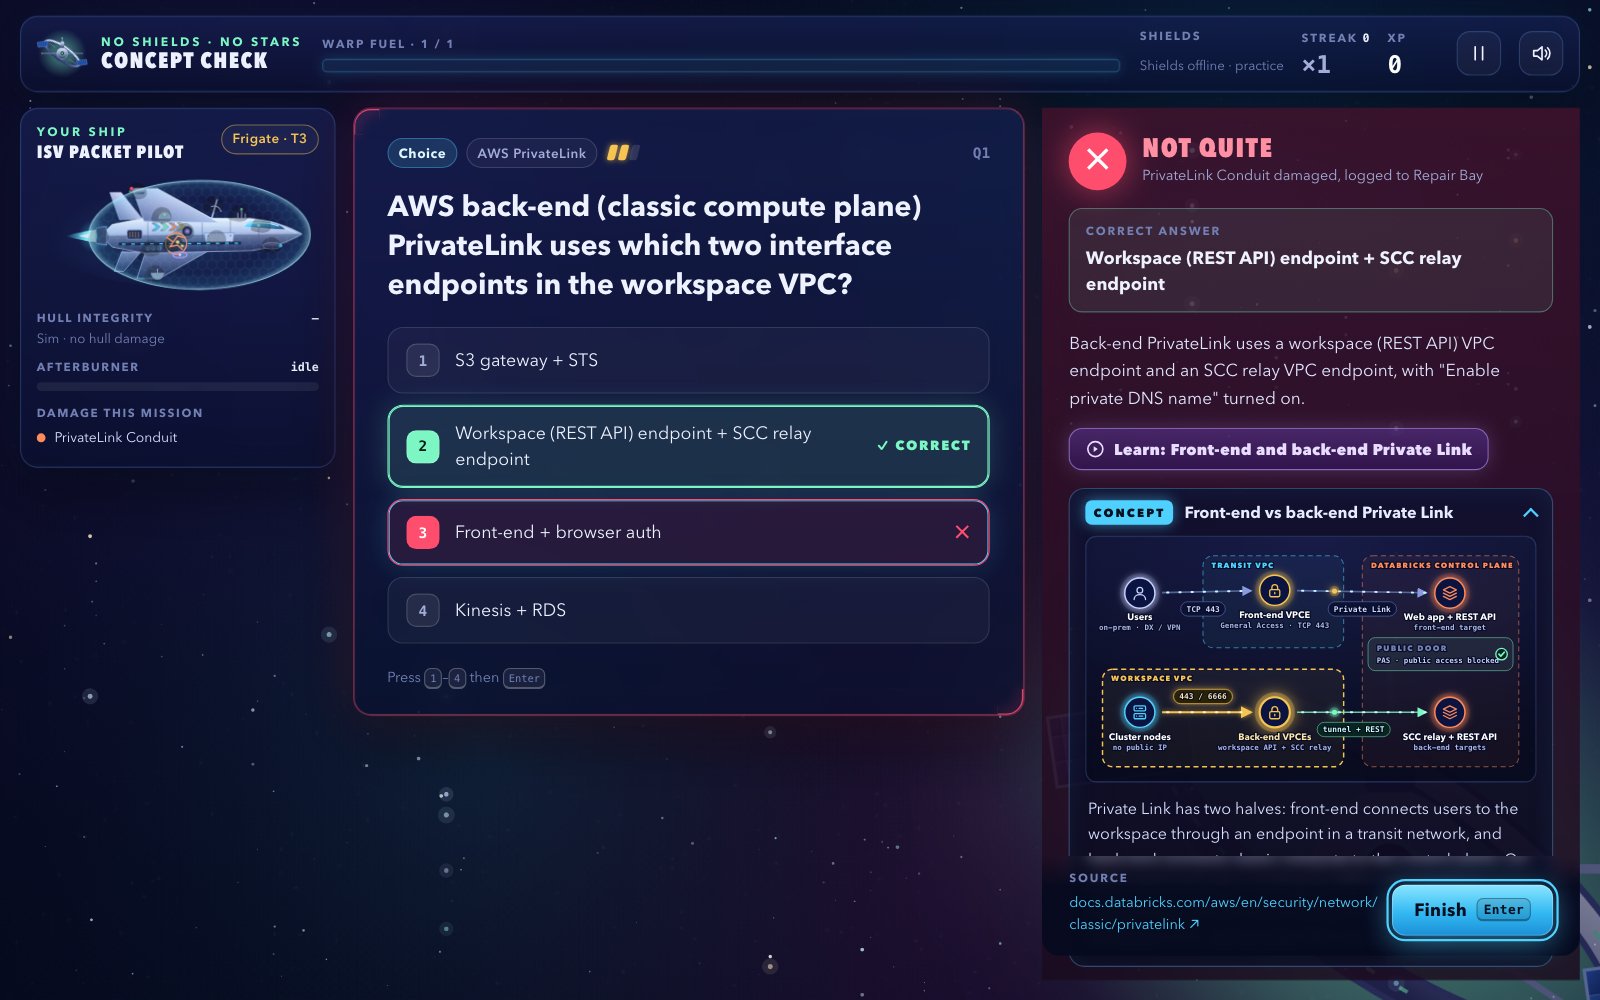 NO SHIELDS · NO STARS
CONCEPT CHECK
WARP FUEL · 1 / 1
SHIELDS
Shields offline · practice
STREAK 0
×1
XP
0
YOUR SHIP
ISV PACKET PILOT
Frigate · T3
HULL INTEGRITY
–
Sim · no hull damage
AFTERBURNER
idle
DAMAGE THIS MISSION
PrivateLink Conduit
Choice
AWS PrivateLink
Q1
AWS back-end (classic compute plane)
PrivateLink uses which two interface
endpoints in the workspace VPC?
1
S3 gateway + STS
2
Workspace (REST API) endpoint + SCC relay
endpoint
✓ CORRECT
3
Front-end + browser auth
4
Kinesis + RDS
Press 1–4 then Enter
NOT QUITE
PrivateLink Conduit damaged, logged to Repair Bay
CORRECT ANSWER
Workspace (REST API) endpoint + SCC relay
endpoint
Back-end PrivateLink uses a workspace (REST API) VPC
endpoint and an SCC relay VPC endpoint, with "Enable
private DNS name" turned on.
Learn: Front-end and back-end Private Link
CONCEPT
Front-end vs back-end Private Link
TRANSIT VPC
DATABRICKS CONTROL PLANE
Users
on-prem · DX / VPN
TCP 443
Front-end VPCE
General Access · TCP 443
Private Link
Web app + REST API
front-end target
PUBLIC DOOR
PAS · public access blocked
WORKSPACE VPC
443 / 6666
Cluster nodes
no public IP
Back-end VPCEs
workspace API + SCC relay
tunnel + REST
SCC relay + REST API
back-end targets
Private Link has two halves: front-end connects users to the
workspace through an endpoint in a transit network, and
SOURCE
docs.databricks.com/aws/en/security/network/
classic/privatelink ↗
Finish Enter